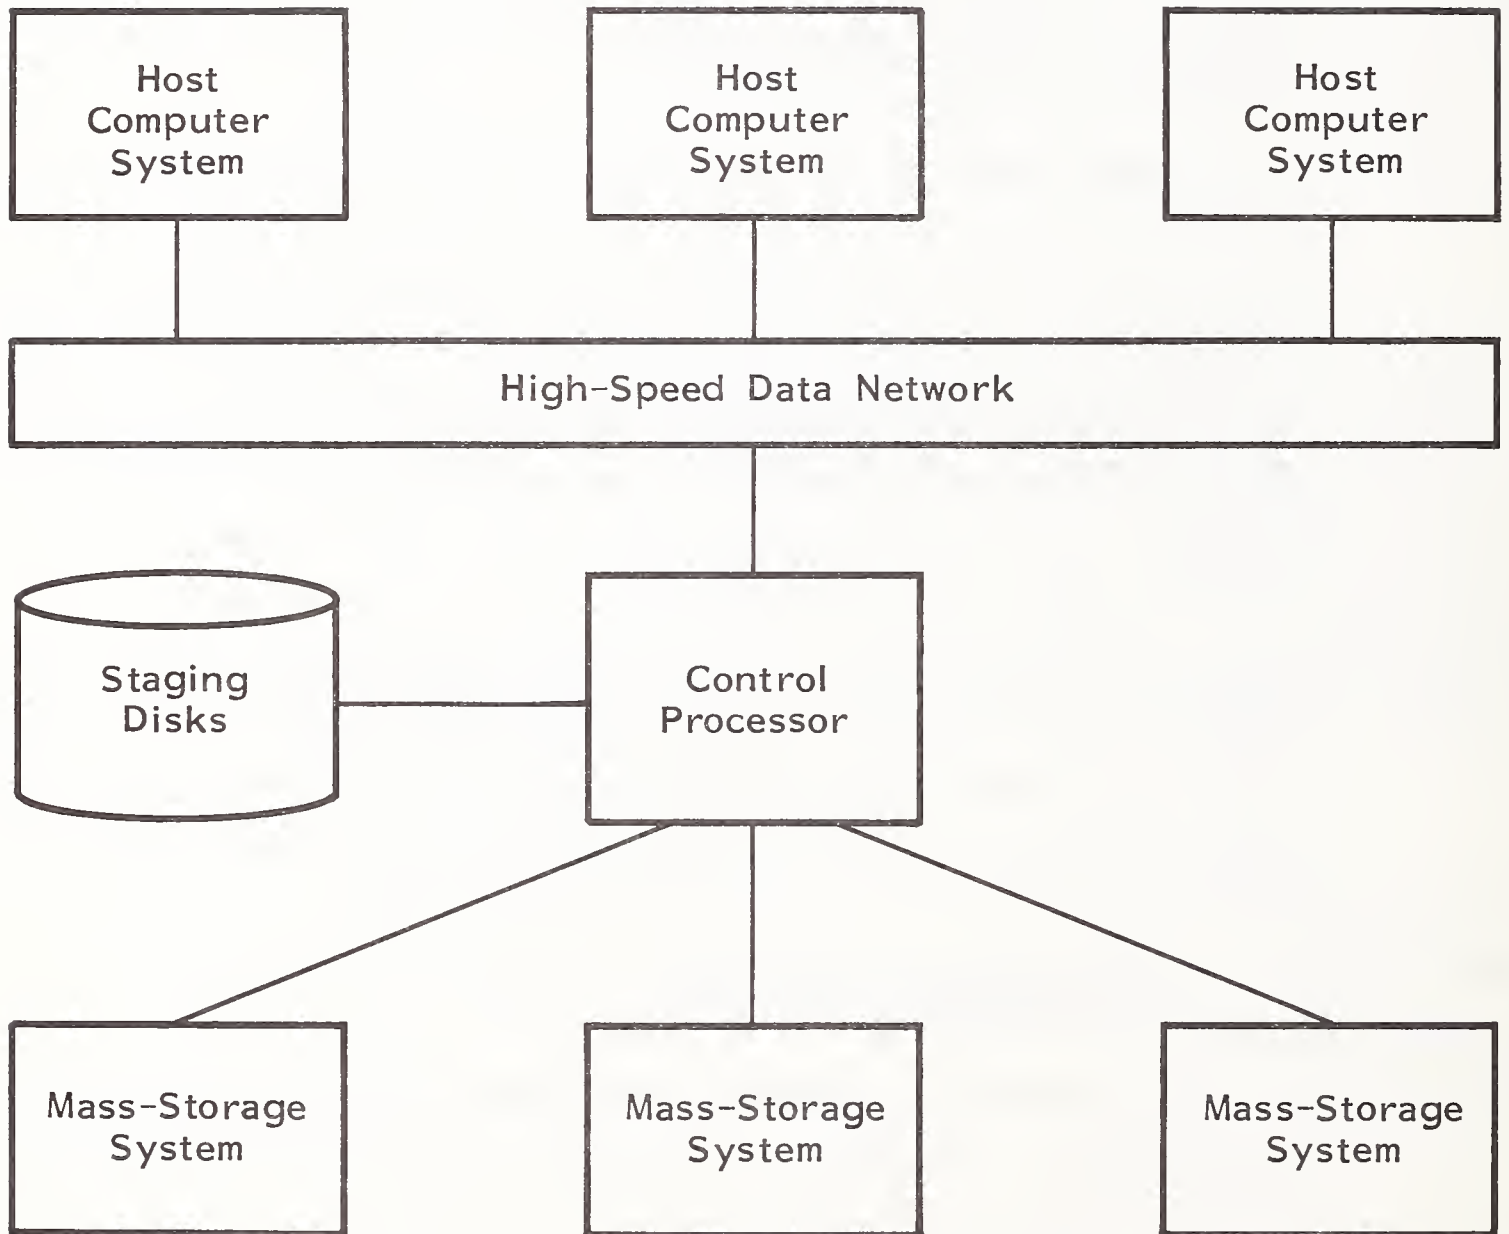 Host
Computer
System
Host
Computer
System
Host
Computer
System
High-Speed Data Network
Staging
Disks
Control
Processor
Mass-Storage
System
Mass-Storage
System
Mass-Storage
System